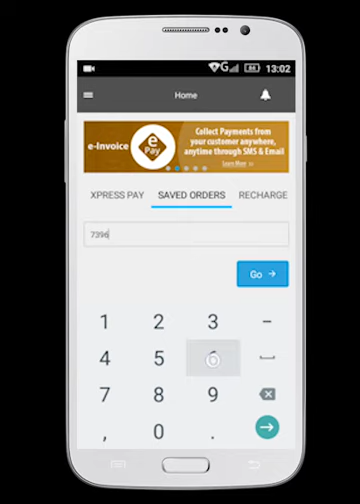 G 86 13:02
Home
e-Invoice
e
Pay
Collect Payments from
your customer anywhere,
anytime through SMS & Email
Learn More
XPRESS PAY SAVED ORDERS RECHARGE
7396
Go →
1 2 3 -
4 5 6
7 8 9
, 0 .